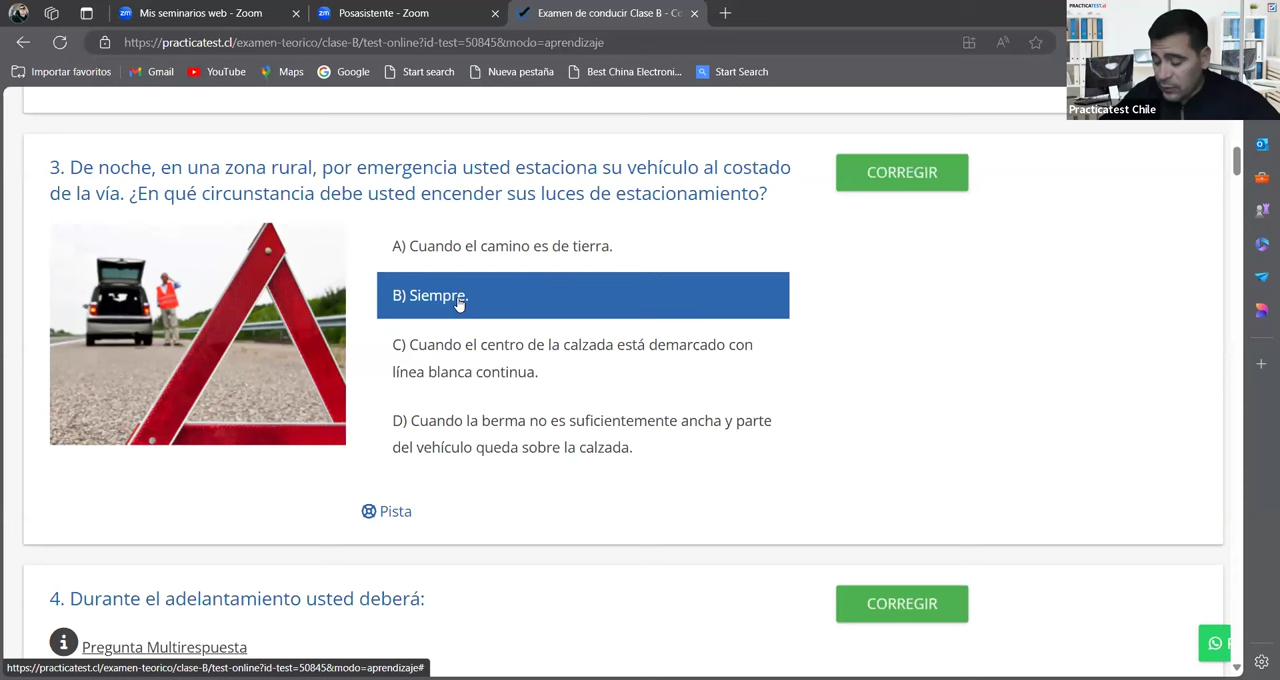 Mis seminarios web - Zoom
Posasistente - Zoom
Examen de conducir Clase B - Co
https://practicatest.cl/examen-teorico/clase-B/test-online?id-test=50845&modo=aprendizaje
Importar favoritos
Gmail
YouTube
Maps
Google
Start search
Nueva pestaña
Best China Electroni...
Start Search
PRACTICATEST.cl
Practicatest Chile
3. De noche, en una zona rural, por emergencia usted estaciona su vehículo al costado
de la vía. ¿En qué circunstancia debe usted encender sus luces de estacionamiento?
CORREGIR
A) Cuando el camino es de tierra.
B) Siempre.
C) Cuando el centro de la calzada está demarcado con
línea blanca continua.
D) Cuando la berma no es suficientemente ancha y parte
del vehículo queda sobre la calzada.
Pista
4. Durante el adelantamiento usted deberá:
CORREGIR
Pregunta Multirespuesta
https://practicatest.cl/examen-teorico/clase-B/test-online?id-test=50845&modo=aprendizaje#